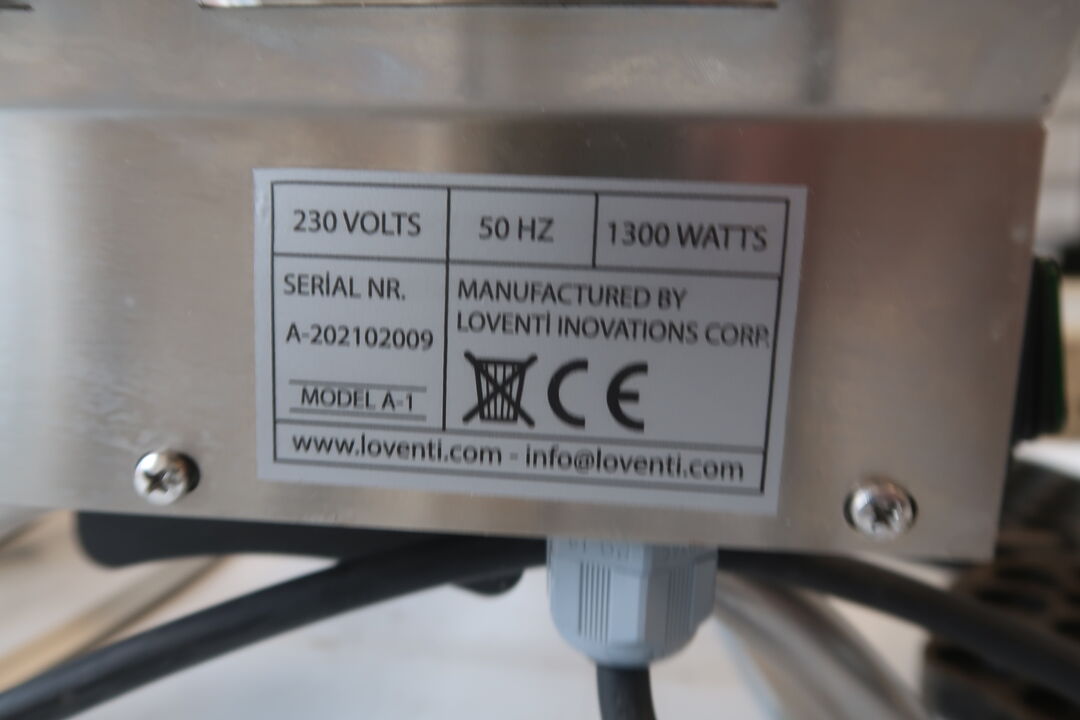 230 VOLTS
50 HZ
1300 WATTS
SERİAL NR.
A-202102009
MODEL A-1
MANUFACTURED BY
LOVENTİ INOVATIONS CORP.
CE
www.loventi.com - info@loventi.com